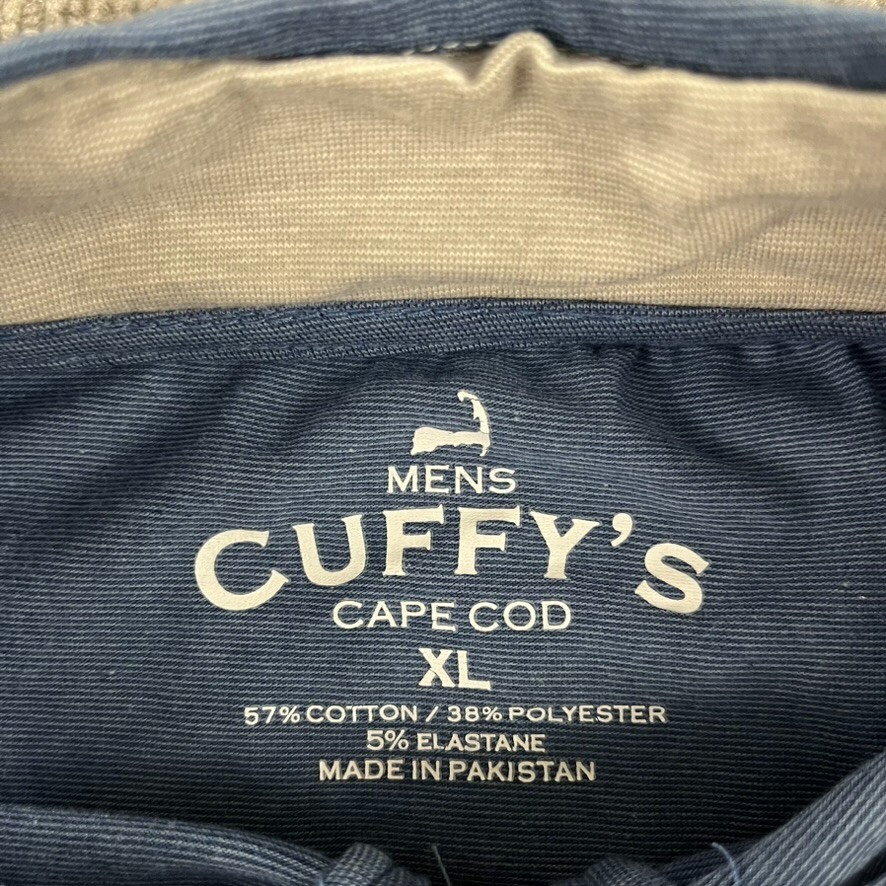 MENS
CUFFY'S
CAPE COD
XL
57% COTTON / 38% POLYESTER
5% ELASTANE
MADE IN PAKISTAN